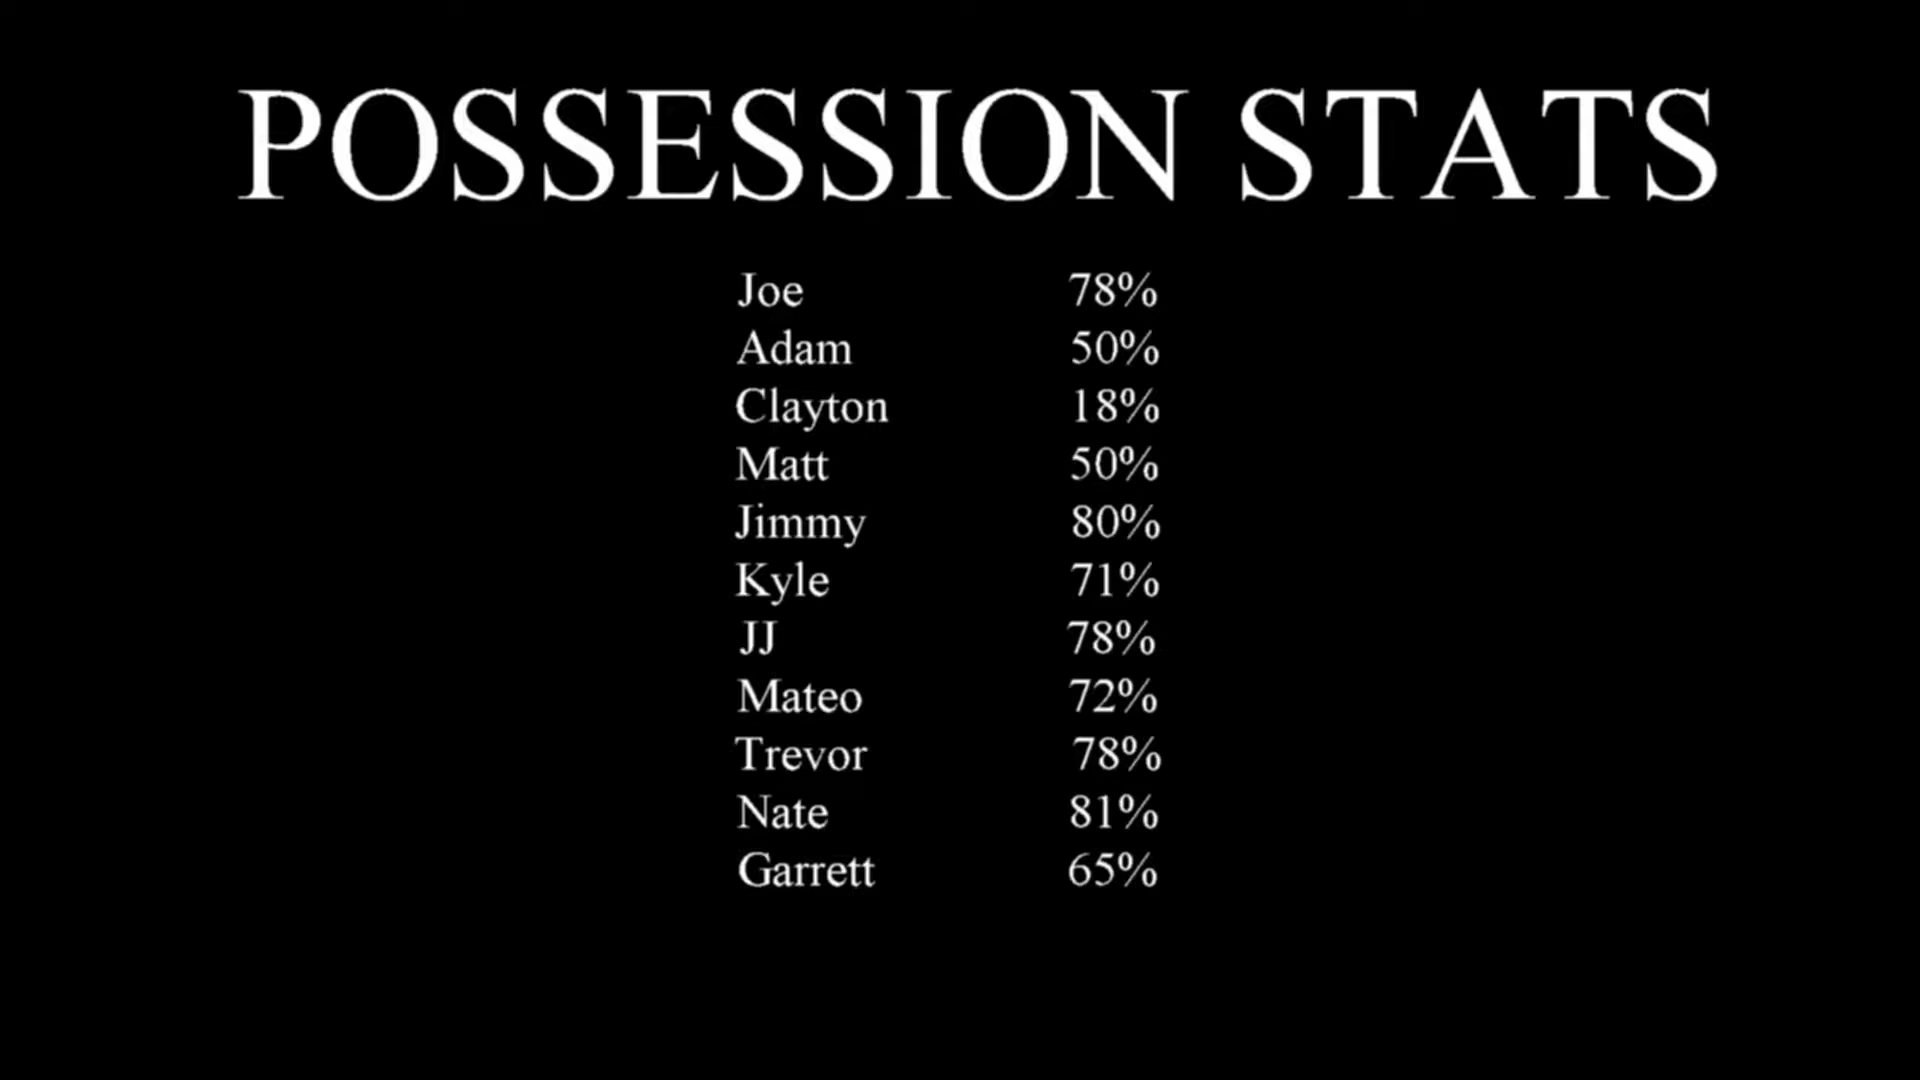 POSSESSION STATS
Joe 78%
Adam 50%
Clayton 18%
Matt 50%
Jimmy 80%
Kyle 71%
JJ 78%
Mateo 72%
Trevor 78%
Nate 81%
Garrett 65%